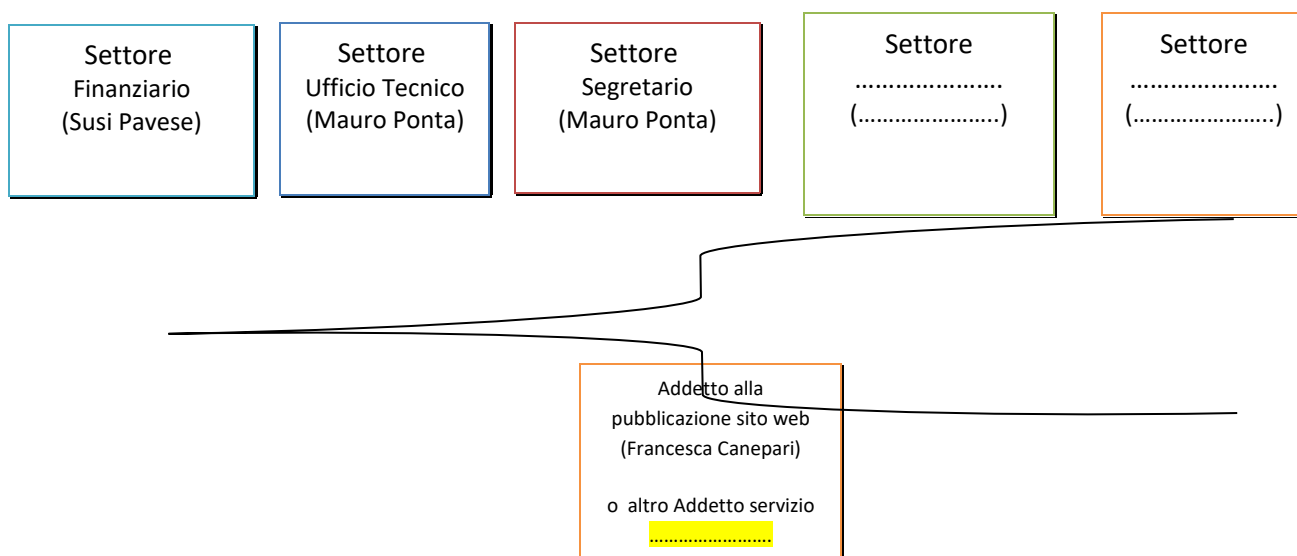 Settore
Finanziario
(Susi Pavese)
Settore
Ufficio Tecnico
(Mauro Ponta)
Settore
Segretario
(Mauro Ponta)
Settore
………………….
(…………………..)
Settore
………………….
(…………………..)
Addetto alla
pubblicazione sito web
(Francesca Canepari)
o altro Addetto servizio
…………………….